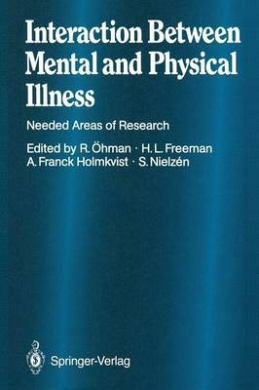 Interaction Between
Mental and Physical
Illness
Needed Areas of Research
Edited by R. Öhman · H. L. Freeman
A. Franck Holmkvist · S. Nielzén
Springer-Verlag